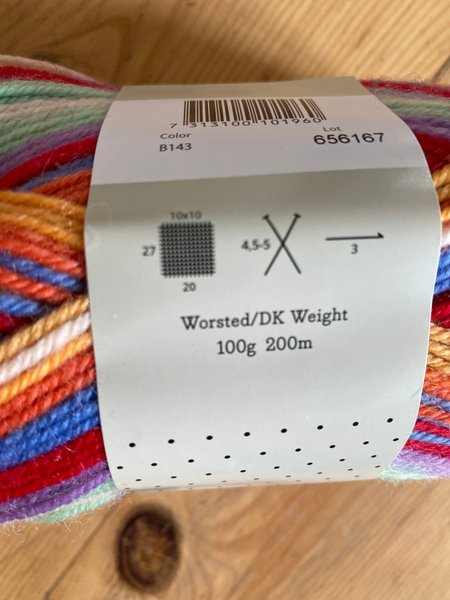 7 313100 101960
Color
B143
Lot
656167
10x10
27
20
4,5-5
3
Worsted/DK Weight
100g 200m